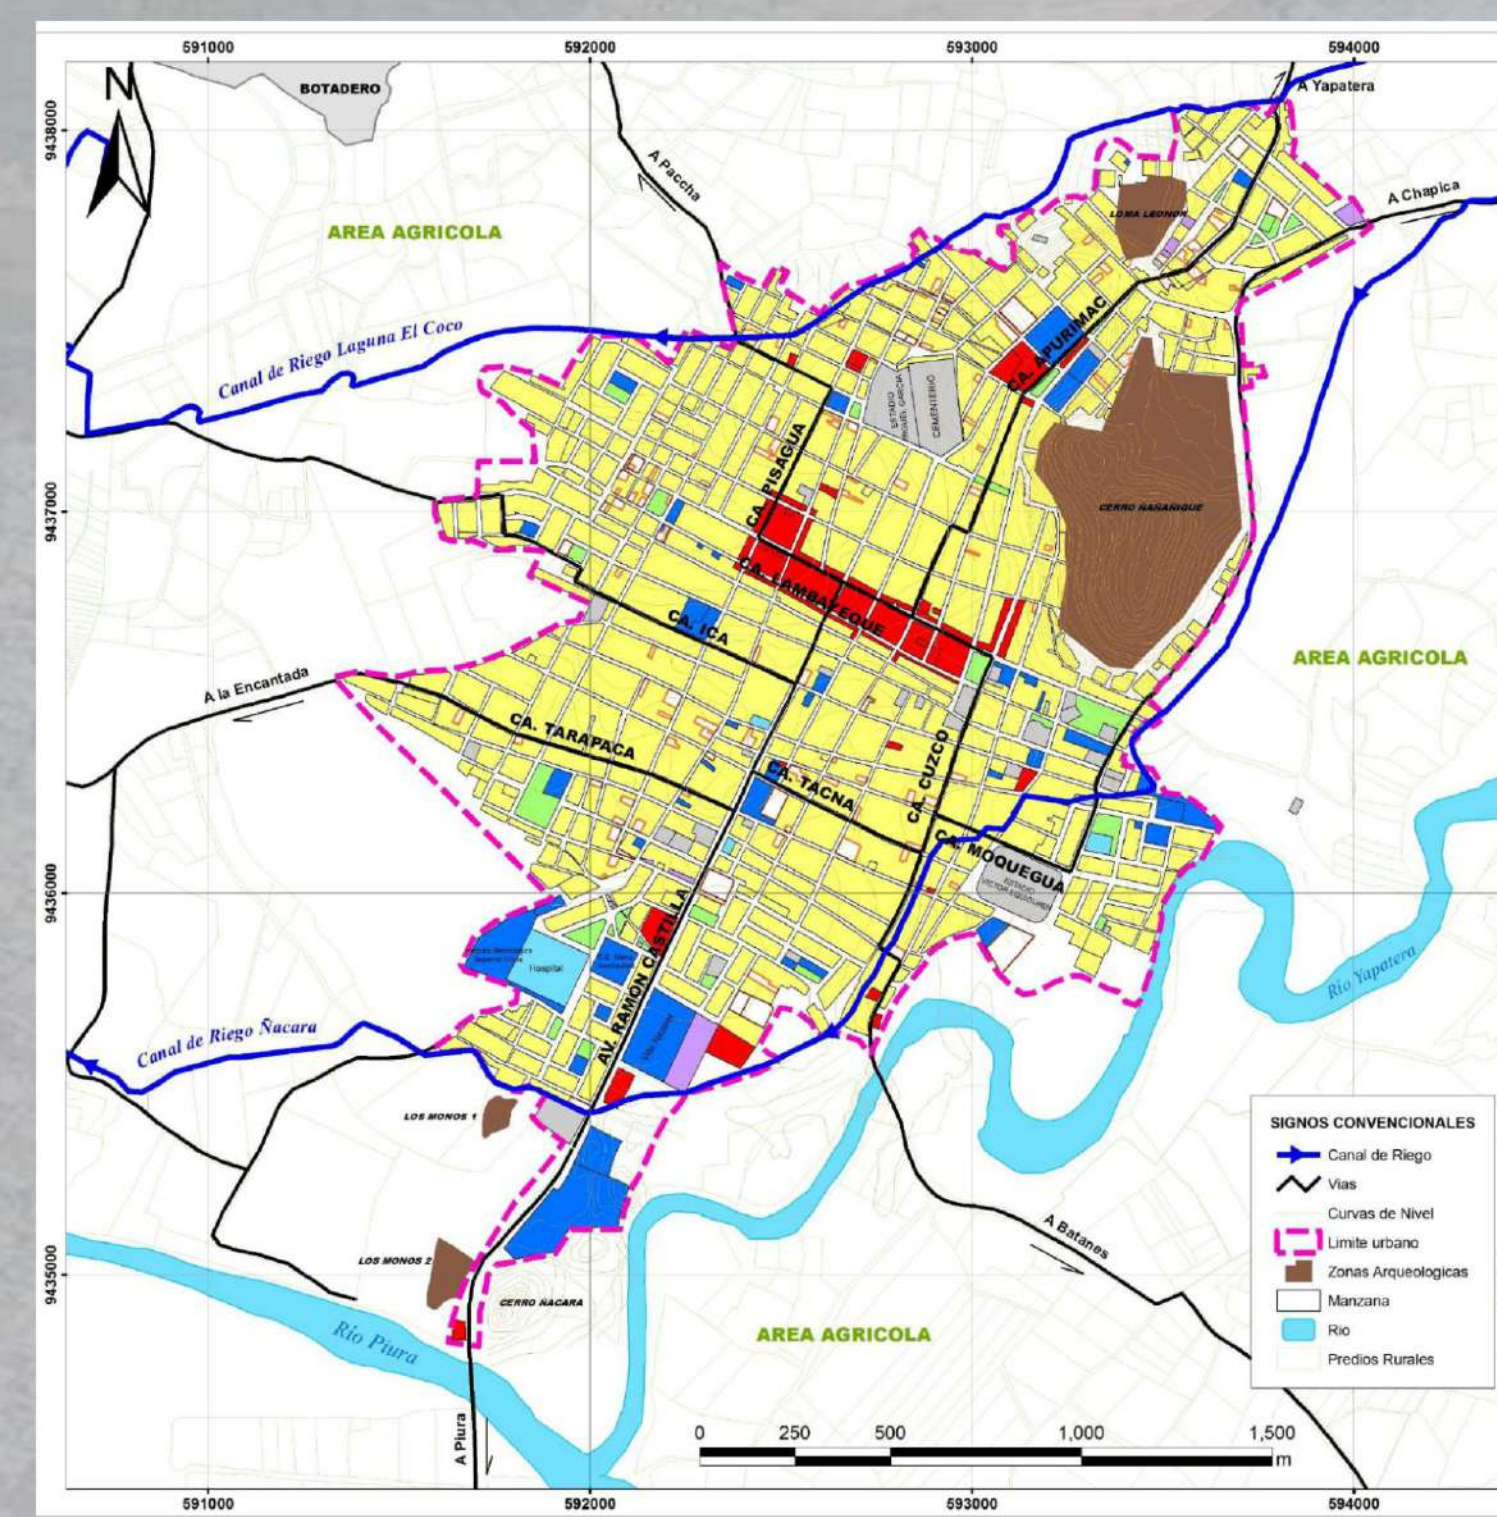 591000
592000
593000
594000
N
BOTADERO
A Yapatera
9438000
A Paccha
A Chapica
LOMA LEONOR
AREA AGRICOLA
CA. APURIMAC
Canal de Riego Laguna El Coco
ESTADIO
MIGUEL GARCIA
CEMENTERIO
CA. PISAGUA
9437000
CERRO ÑAÑAÑIQUE
CA. LAMBAYEQUE
CA. ICA
AREA AGRICOLA
A la Encantada
CA. TARAPACA
CA. CUZCO
CA. TACNA
CA. MOQUEGUA
9436000
ESTADIO
AV. RAMON CASTILLA
Hospital
Rio Yapatera
Canal de Riego Ñacara
LOS MONOS 1
LOS MONOS 2
9435000
CERRO ÑACARA
A Batanes
Rio Piura
AREA AGRICOLA
A Piura
SIGNOS CONVENCIONALES
Canal de Riego
Vias
Curvas de Nivel
Limite urbano
Zonas Arqueologicas
Manzana
Rio
Predios Rurales
0
250
500
1,000
1,500
m
591000
592000
593000
594000